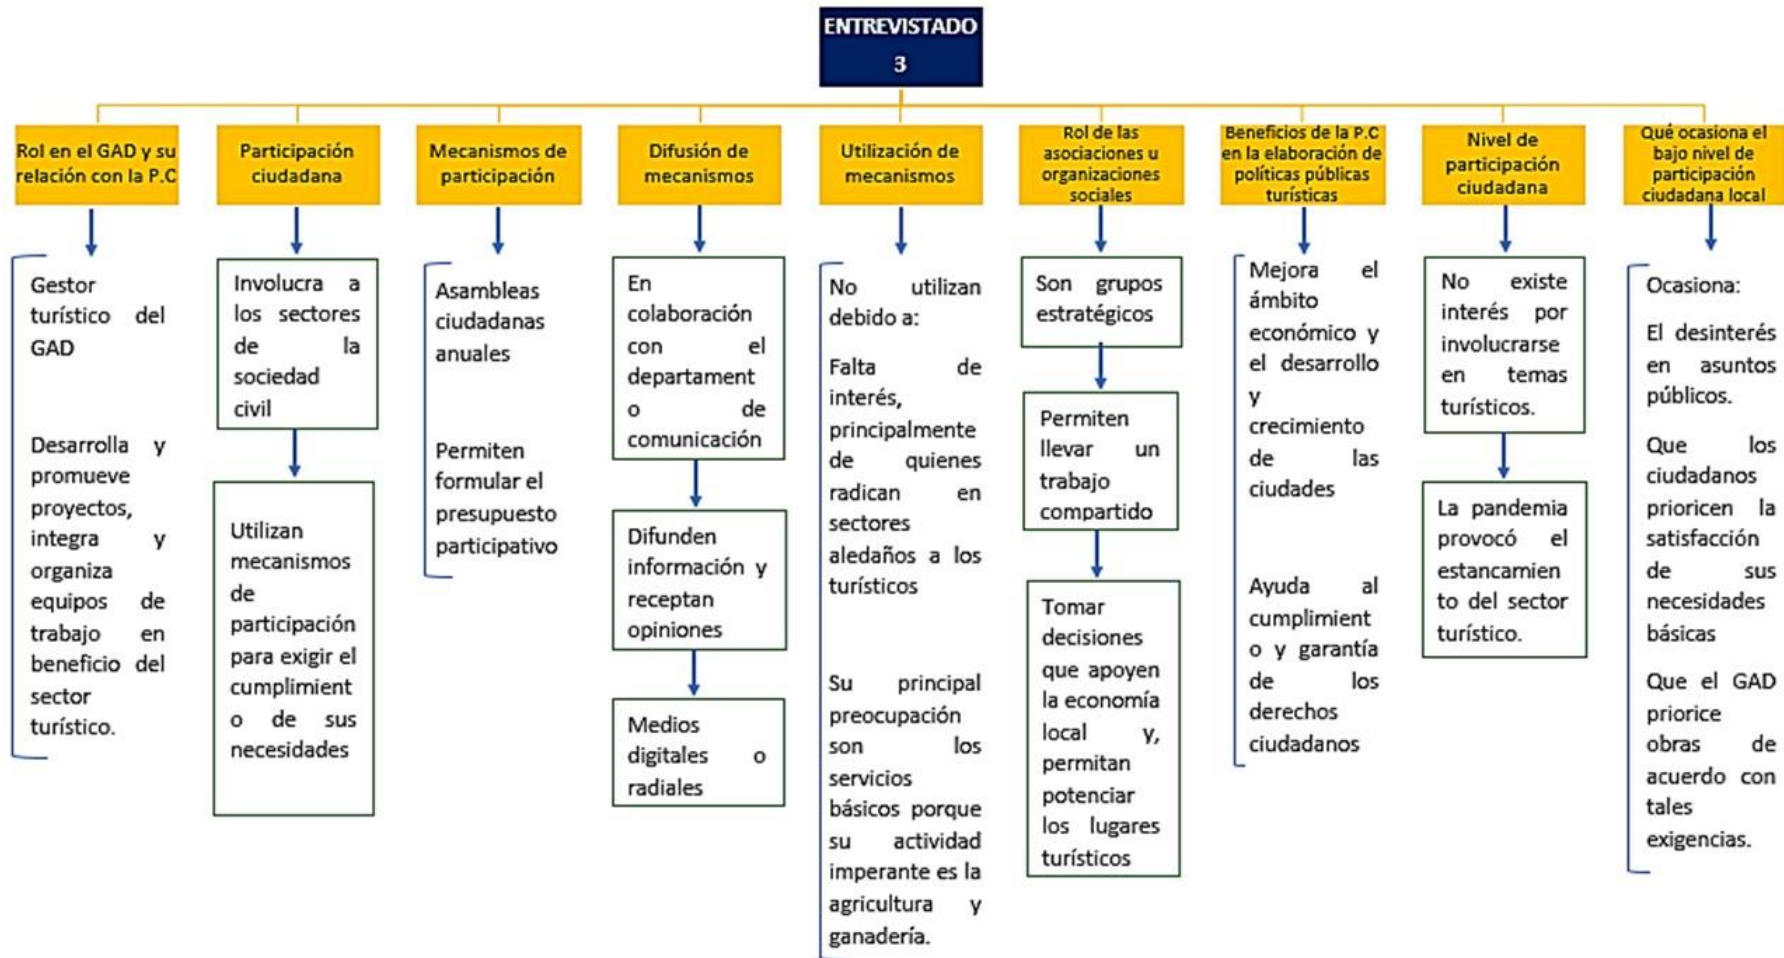 ENTREVISTADO
3
Rol en el GAD y su
relación con la P.C
Gestor
turístico del
GAD
Desarrolla y
promueve
proyectos,
integra y
organiza
equipos de
trabajo en
beneficio del
sector
turístico.
Participación
ciudadana
Involucra a
los sectores
de la
sociedad
civil
Utilizan
mecanismos
de
participación
para exigir el
cumplimient
o de sus
necesidades
Mecanismos de
participación
Asambleas
ciudadanas
anuales
Permiten
formular el
presupuesto
participativo
Difusión de
mecanismos
En
colaboración
con el
departament
o de
comunicación
Difunden
información y
receptan
opiniones
Medios
digitales o
radiales
Utilización de
mecanismos
No utilizan
debido a:
Falta de
interés,
principalmente
de quienes
radican en
sectores
aledaños a los
turísticos
Su principal
preocupación
son los
servicios
básicos porque
su actividad
imperante es la
agricultura y
ganadería.
Rol de las
asociaciones u
organizaciones
sociales
Son grupos
estratégicos
Permiten
llevar un
trabajo
compartido
Tomar
decisiones
que apoyen
la economía
local y,
permitan
potenciar
los lugares
turísticos
Beneficios de la P.C
en la elaboración de
políticas públicas
turísticas
Mejora el
ámbito
económico y
el desarrollo
y
crecimiento
de las
ciudades
Ayuda al
cumplimient
o y garantía
de los
derechos
ciudadanos
Nivel de
participación
ciudadana
No existe
interés por
involucrarse
en temas
turísticos.
La pandemia
provocó el
estancamien
to del sector
turístico.
Qué ocasiona el
bajo nivel de
participación
ciudadana local
Ocasiona:
El desinterés
en asuntos
públicos.
Que los
ciudadanos
prioricen la
satisfacción
de sus
necesidades
básicas
Que el GAD
priorice
obras de
acuerdo con
tales
exigencias.